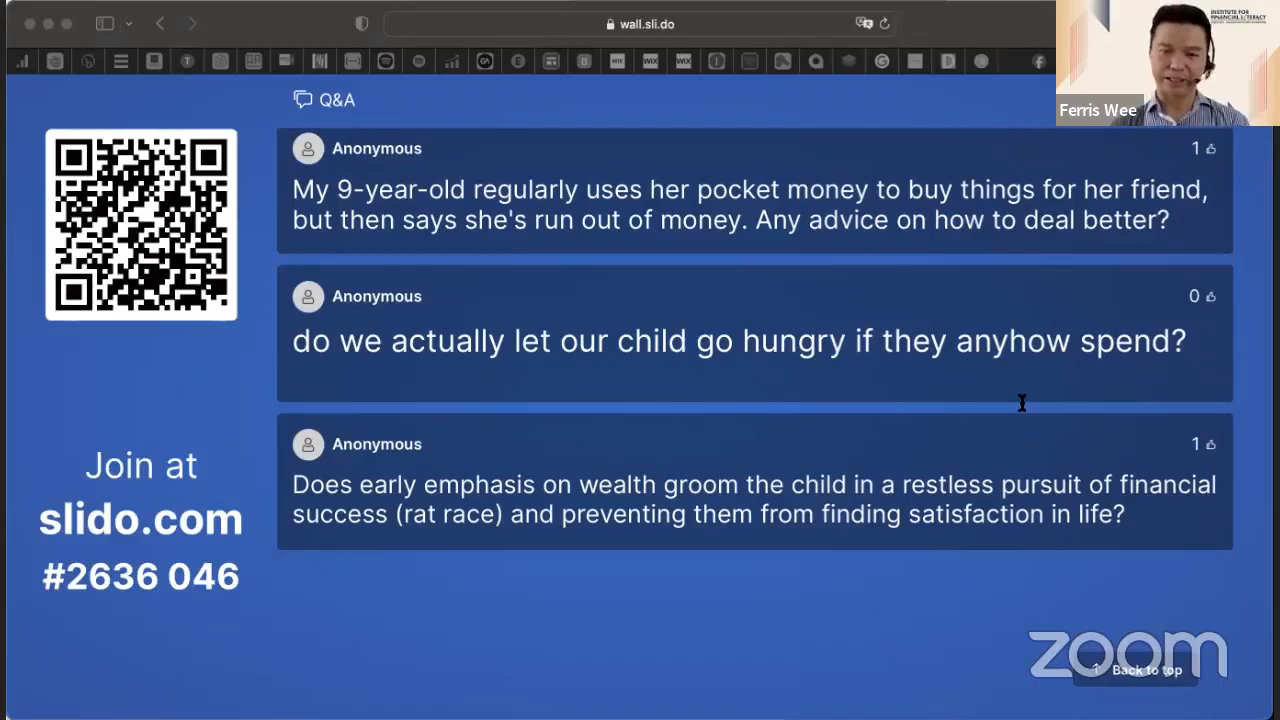 wall.sli.do
INSTITUTE FOR
FINANCIAL LITERACY
Ferris Wee
Q&A
Anonymous
1
My 9-year-old regularly uses her pocket money to buy things for her friend,
but then says she's run out of money. Any advice on how to deal better?
Anonymous
0
do we actually let our child go hungry if they anyhow spend?
Anonymous
1
Does early emphasis on wealth groom the child in a restless pursuit of financial
success (rat race) and preventing them from finding satisfaction in life?
Join at
slido.com
#2636 046
zoom
Back to top